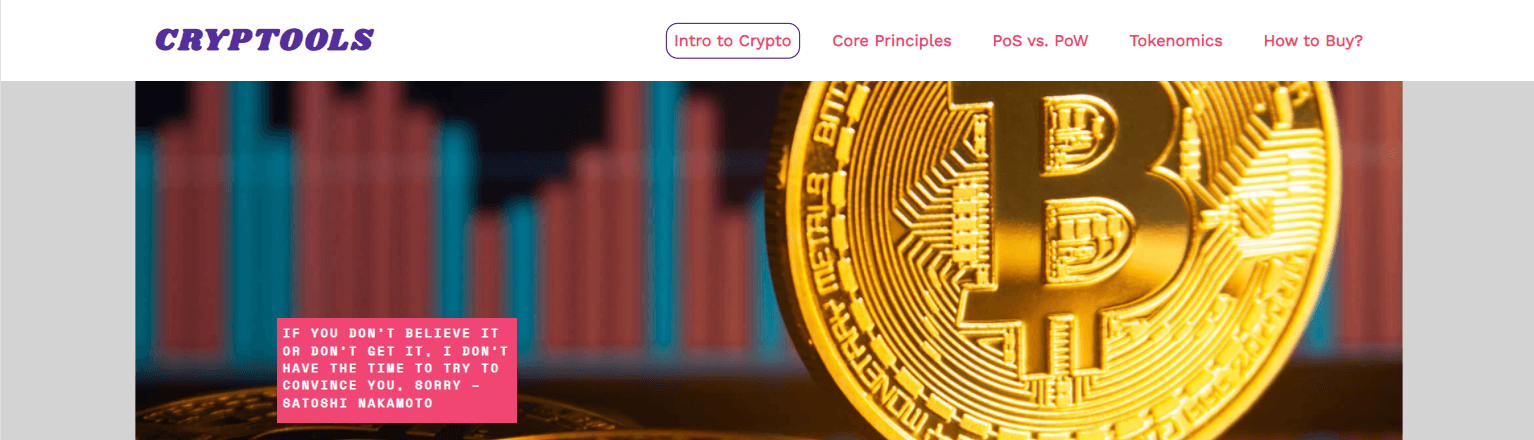 CRYPTOOLS
Intro to Crypto
Core Principles
PoS vs. PoW
Tokenomics
How to Buy?
IF YOU DON'T BELIEVE IT
OR DON'T GET IT, I DON'T
HAVE THE TIME TO TRY TO
CONVINCE YOU, SORRY –
SATOSHI NAKAMOTO